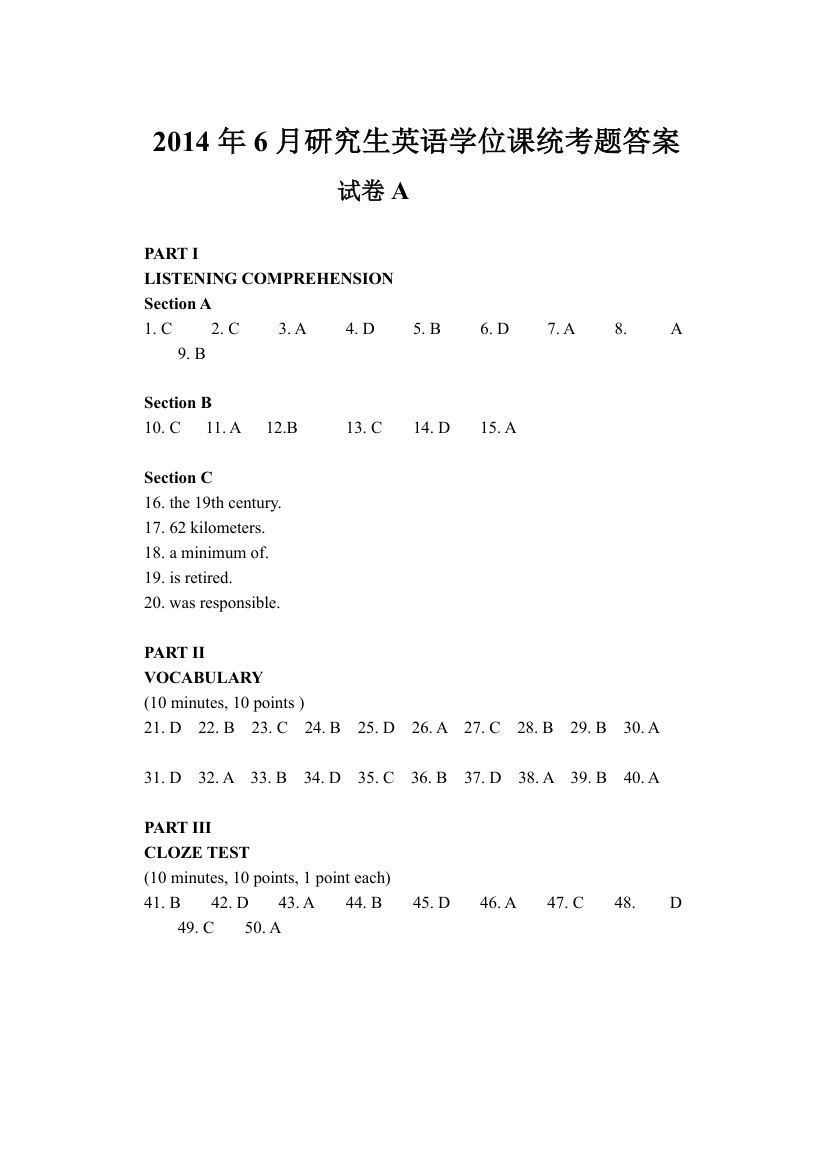 2014 年 6 月研究生英语学位课统考题答案
试卷 A
PART I
LISTENING COMPREHENSION
Section A
1. C 2. C 3. A 4. D 5. B 6. D 7. A 8. A
9. B
Section B
10. C 11. A 12.B 13. C 14. D 15. A
Section C
16. the 19th century.
17. 62 kilometers.
18. a minimum of.
19. is retired.
20. was responsible.
PART II
VOCABULARY
(10 minutes, 10 points )
21. D 22. B 23. C 24. B 25. D 26. A 27. C 28. B 29. B 30. A
31. D 32. A 33. B 34. D 35. C 36. B 37. D 38. A 39. B 40. A
PART III
CLOZE TEST
(10 minutes, 10 points, 1 point each)
41. B 42. D 43. A 44. B 45. D 46. A 47. C 48. D
49. C 50. A